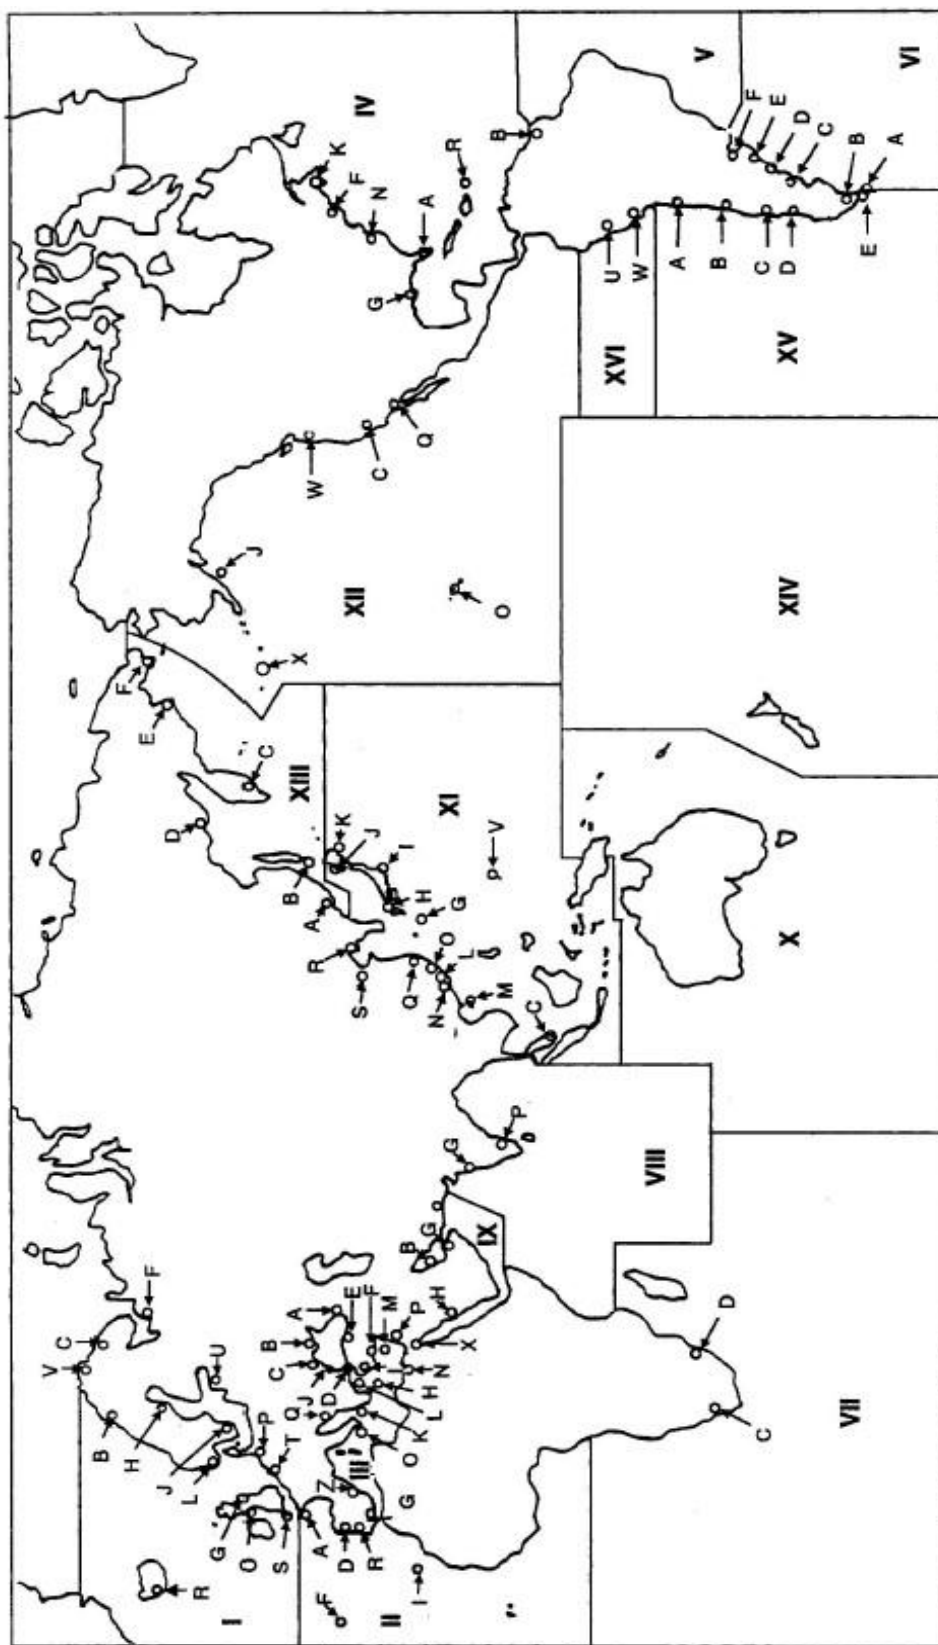 V
C
B
F
H
U
J
L
P
T
G
O
S
R
I
A
D
R
G
I
F
II
Z
III
Q
C
B
A
J
D
E
F
M
P
I
N
X
H
L
K
O
B
G
H
IX
G
P
VIII
C
D
VII
X
R
S
Q
O
L
N
M
G
H
I
J
K
V
C
XI
A
B
D
C
E
F
XIII
X
J
O
W
C
Q
XII
K
F
N
A
G
R
IV
B
V
F
E
D
C
B
A
VI
U
W
XVI
A
B
C
D
E
XV
XIV